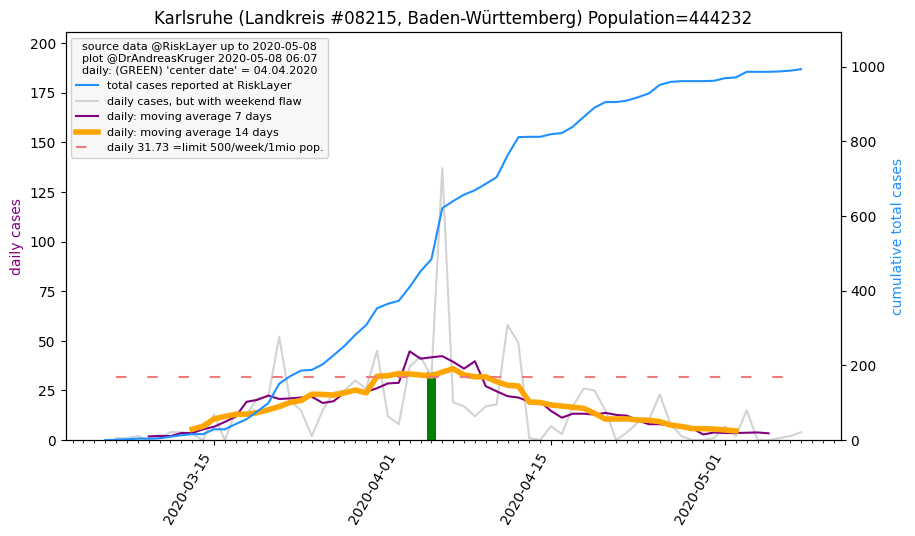 Karlsruhe (Landkreis #08215, Baden-Württemberg) Population=444232
source data @RiskLayer up to 2020-05-08
plot @DrAndreasKruger 2020-05-08 06:07
daily: (GREEN) 'center date' = 04.04.2020
total cases reported at RiskLayer
daily cases, but with weekend flaw
daily: moving average 7 days
daily: moving average 14 days
daily 31.73 =limit 500/week/1mio pop.
daily cases
200
175
150
125
100
75
50
25
0
1000
800
600
400
200
0
cumulative total cases
2020-03-15
2020-04-01
2020-04-15
2020-05-01